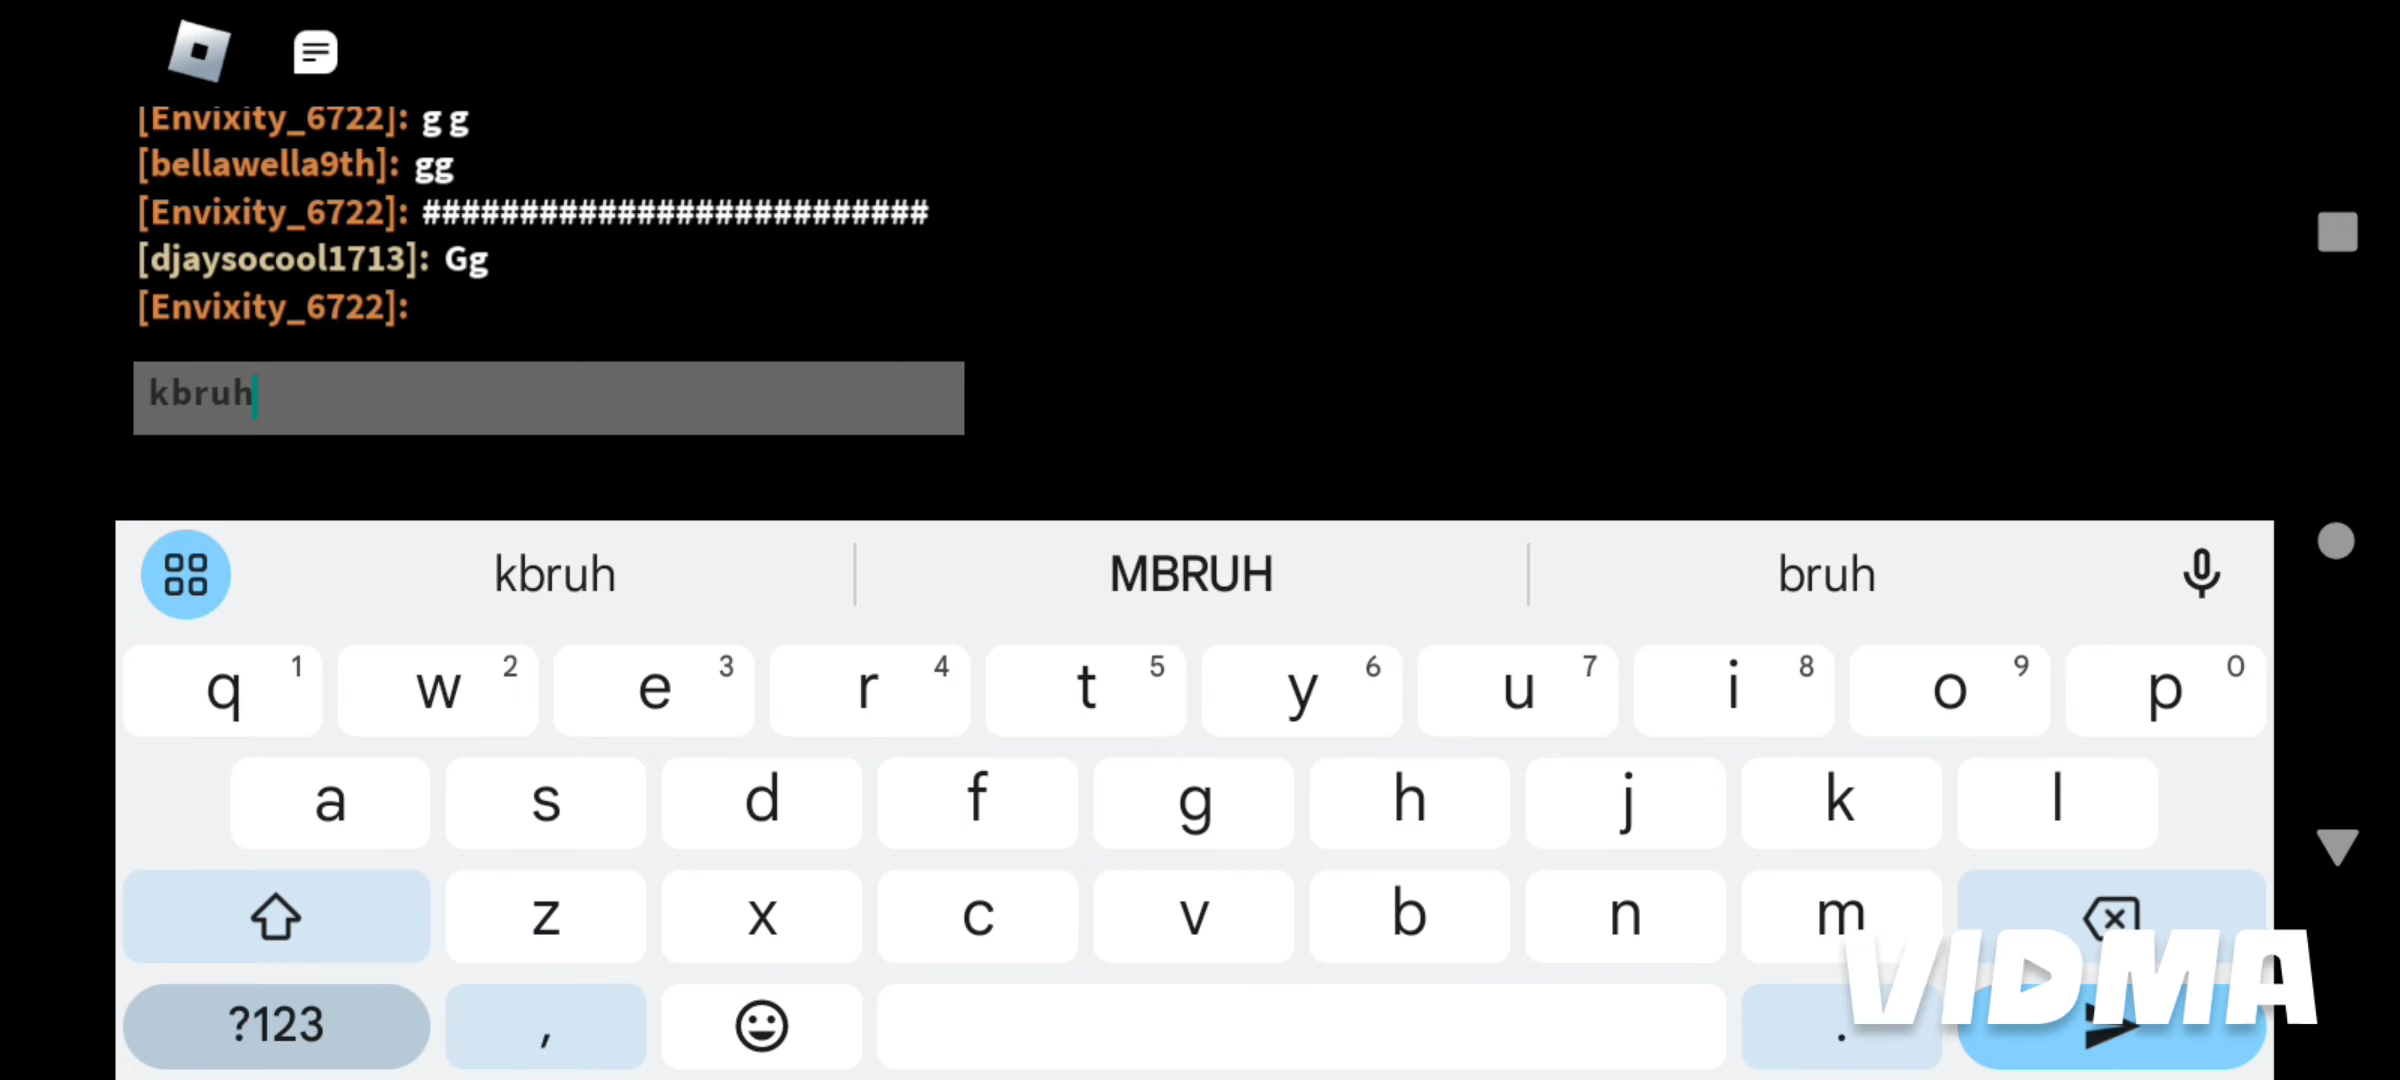 [Envixity_6722]: g g
[bellawella9th]: gg
[Envixity_6722]: ##########################
[djaysocool1713]: Gg
[Envixity_6722]:
kbruh
kbruh MBRUH bruh
q 1 w 2 e 3 r 4 t 5 y 6 u 7 i 8 o 9 p 0
a s d f g h j k l
z x c v b n m
?123 , .
VIDMA